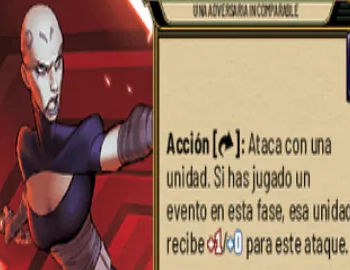 UNA ADVERSARIA INCOMPARABLE
Acción [↷]: Ataca con una
unidad. Si has jugado un
evento en esta fase, esa unidad
recibe +1/+0 para este ataque.